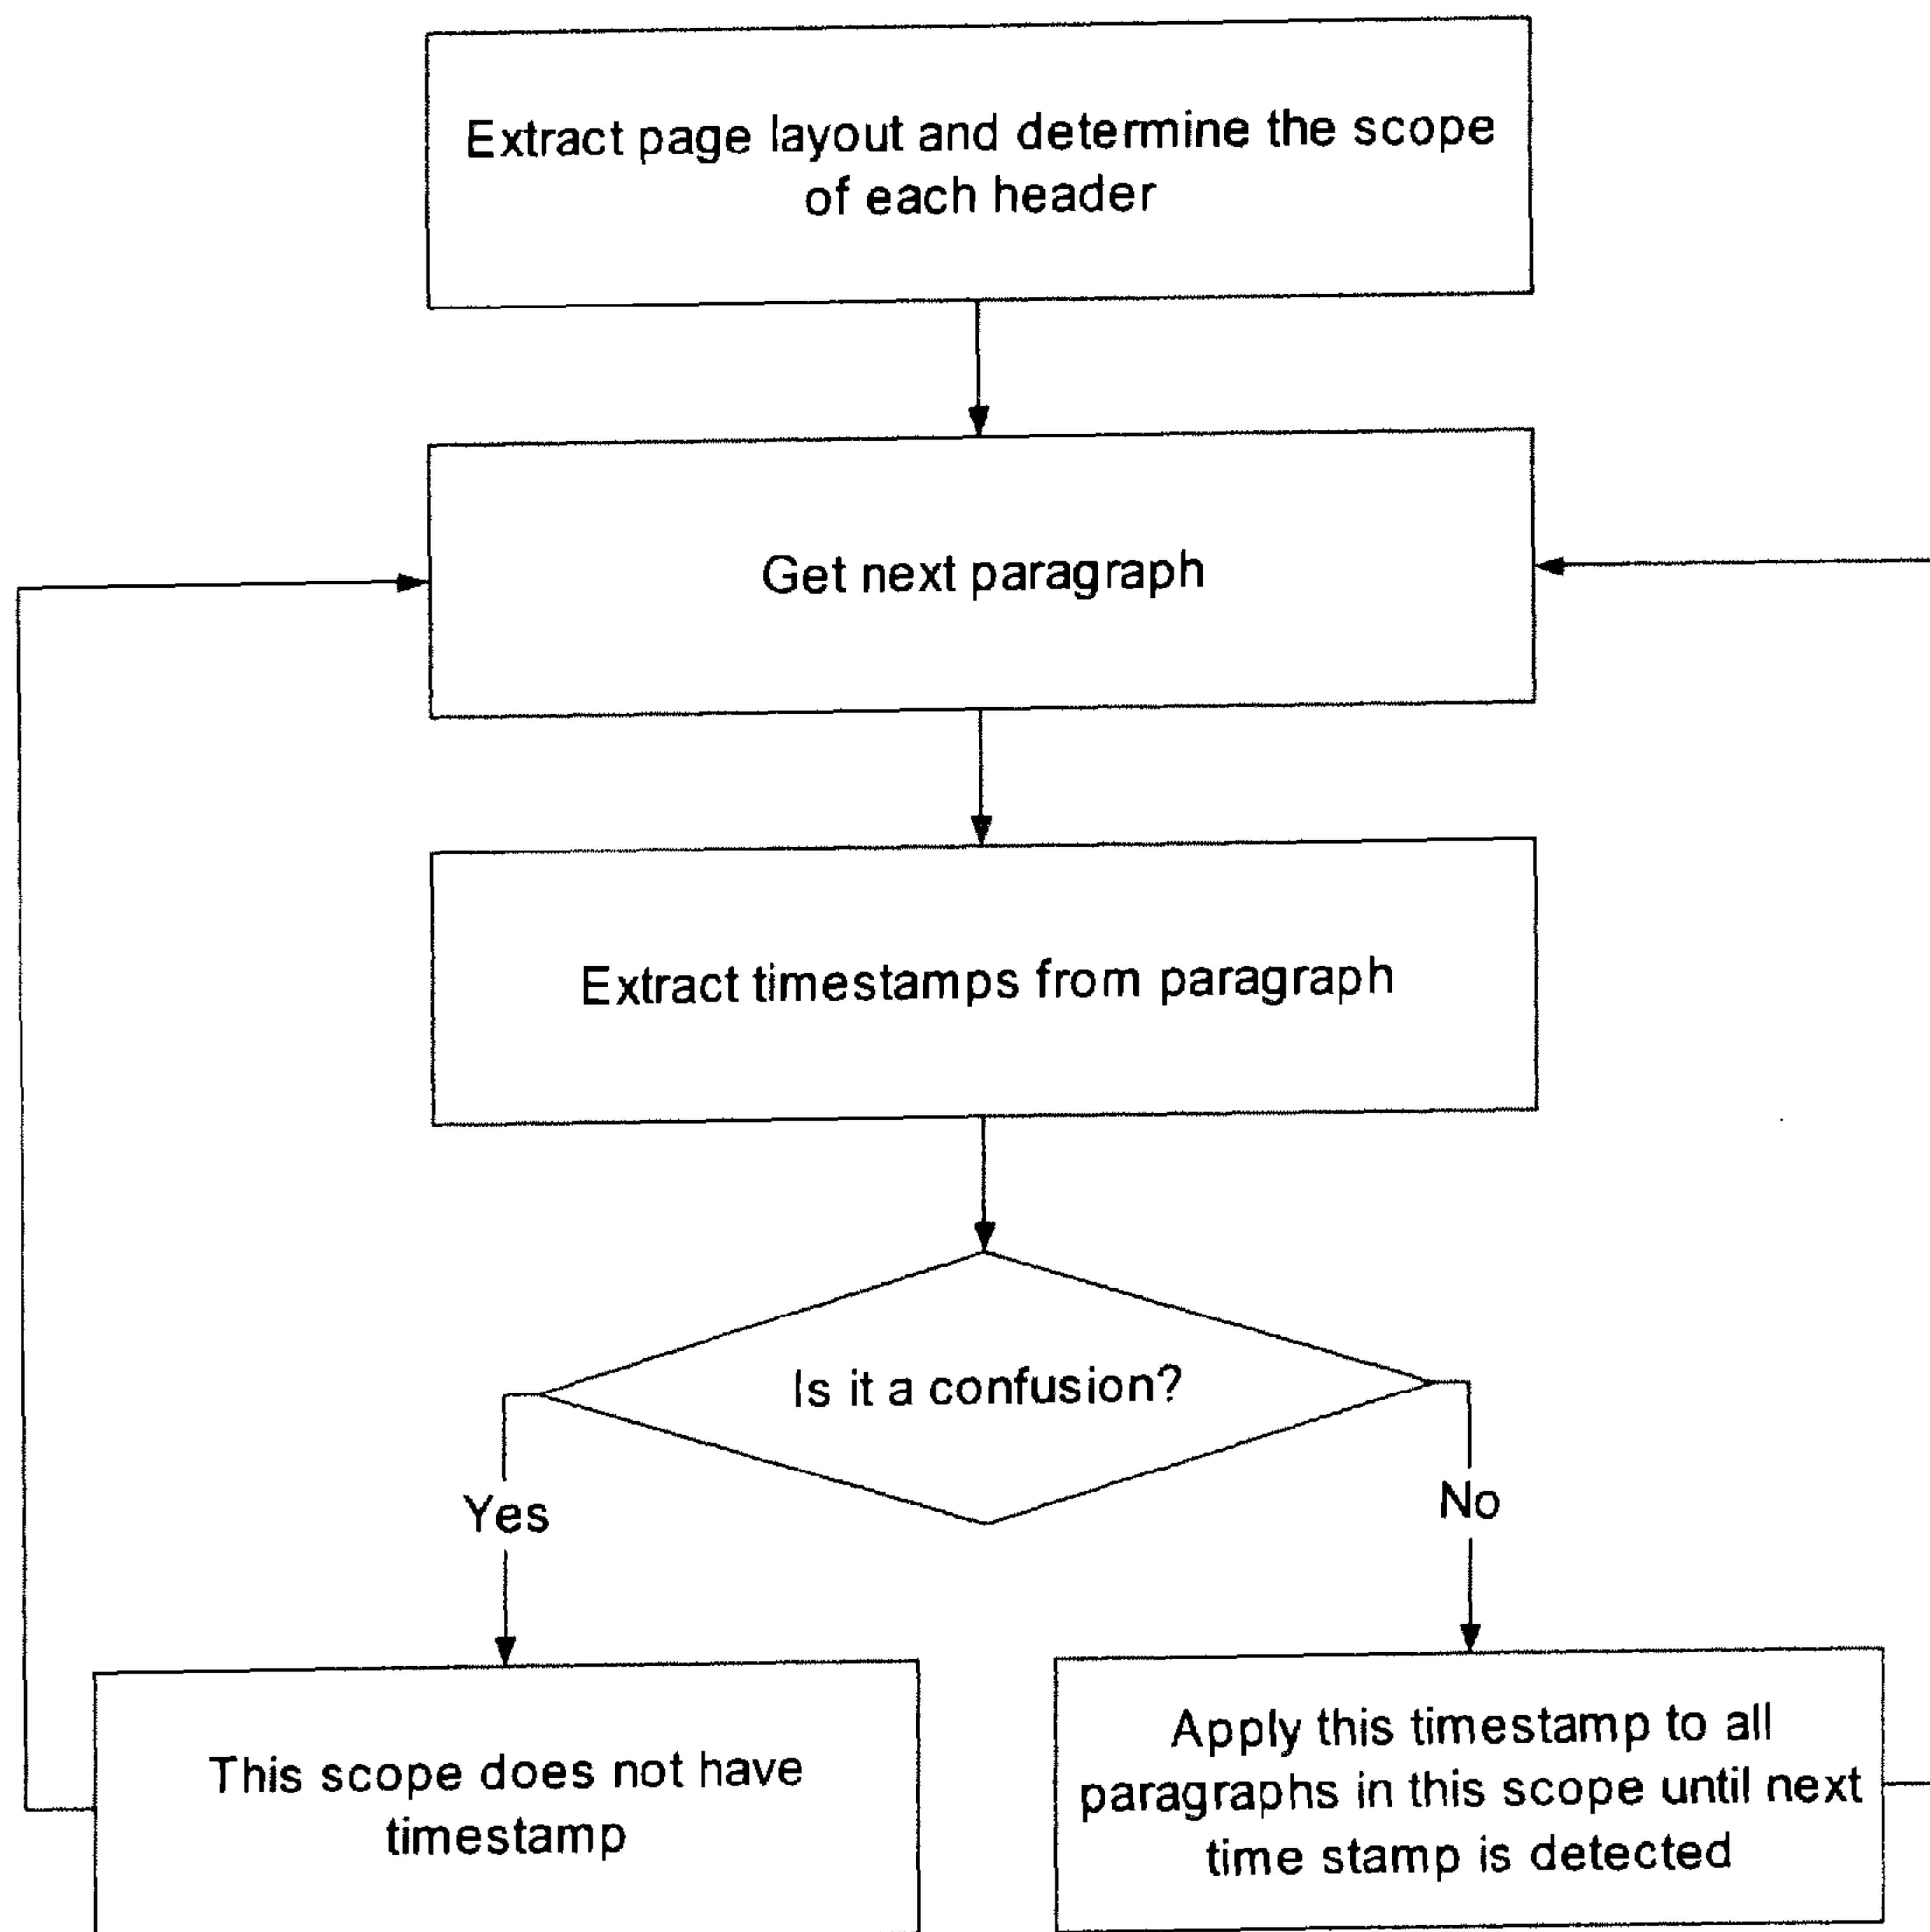 Extract page layout and determine the scope
of each header
Get next paragraph
Extract timestamps from paragraph
Is it a confusion?
Yes
No
This scope does not have
timestamp
Apply this timestamp to all
paragraphs in this scope until next
time stamp is detected